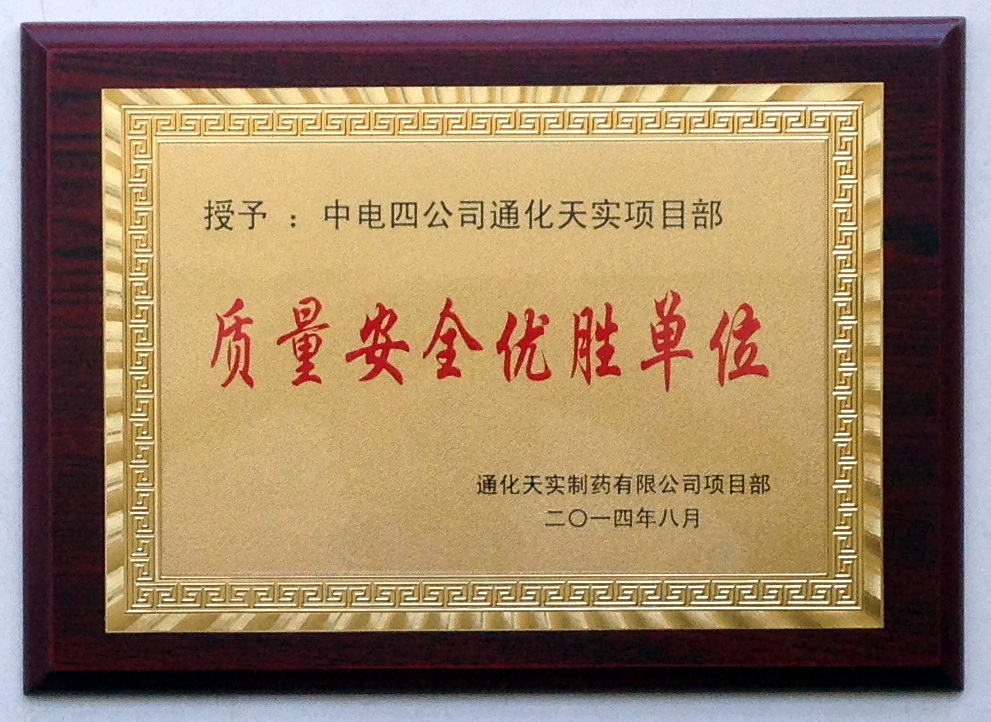 授予：中电四公司通化天实项目部
质量安全优胜单位
通化天实制药有限公司项目部
二〇一四年八月